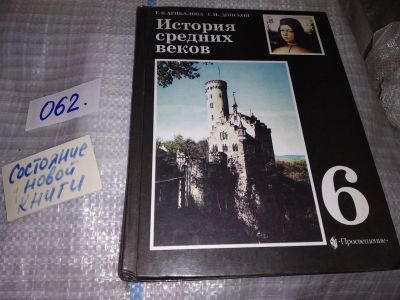 Е.В.АГИБАЛОВА Г.М. ДОНСКОЙ
История
средних
веков
062.
Состояние
новой
книги
6
«Просвещение»